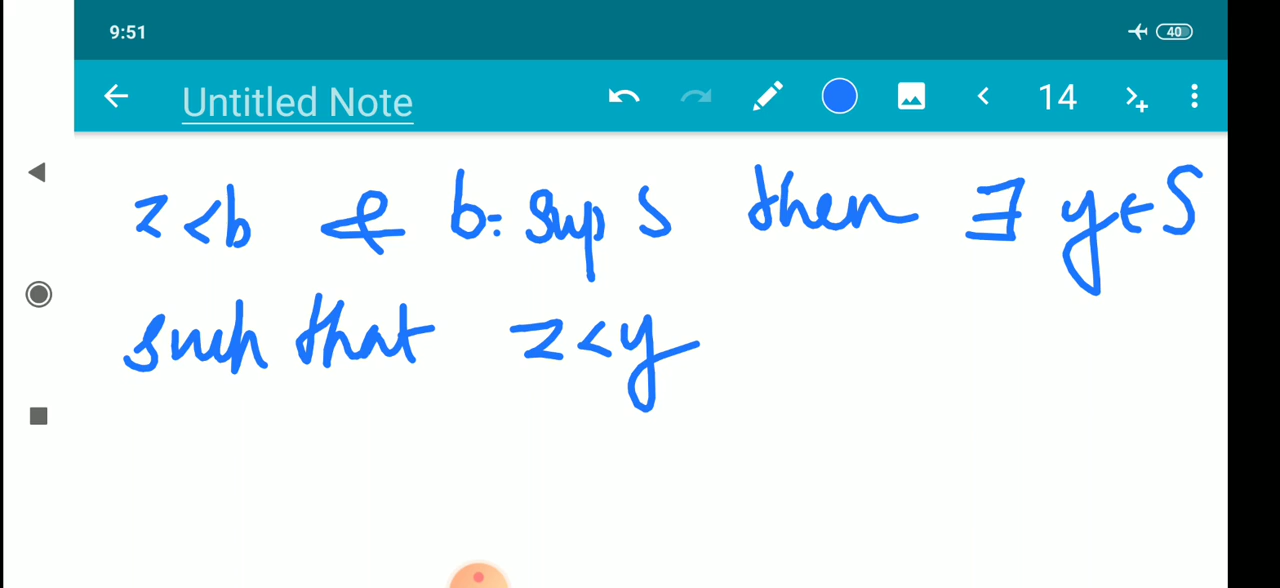 9:51
40
Untitled Note
14
z<b & b = Sup S then ∃ y∈S
such that z<y